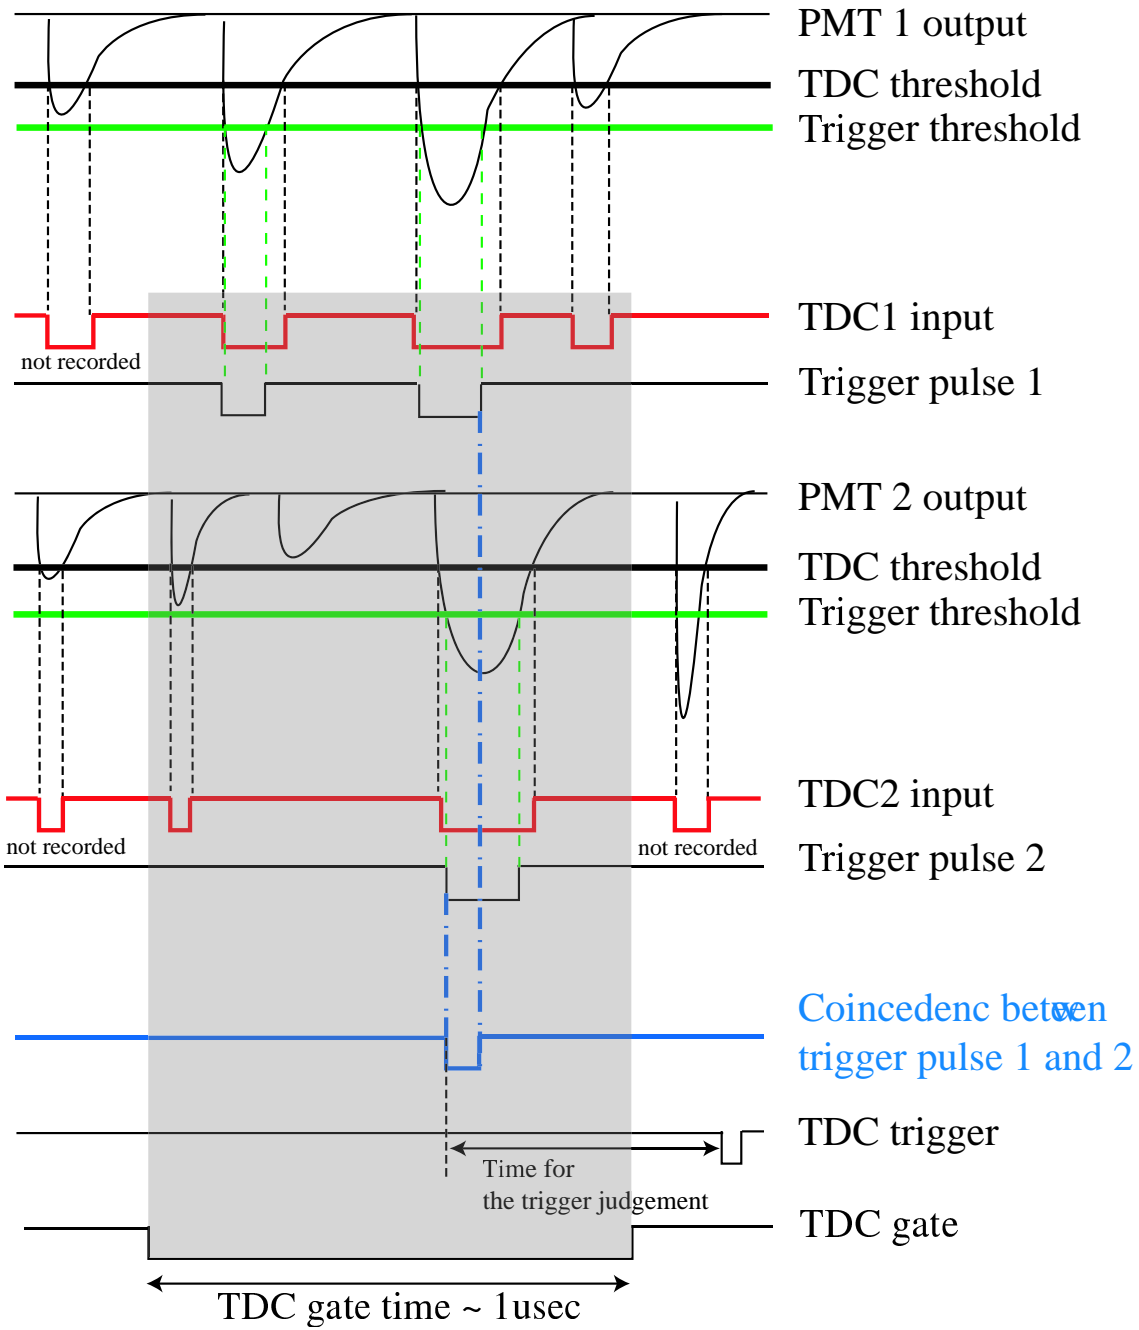 PMT 1 output
TDC threshold
Trigger threshold
TDC1 input
not recorded
Trigger pulse 1
PMT 2 output
TDC threshold
Trigger threshold
TDC2 input
not recorded
not recorded
Trigger pulse 2
Coincedenc between
trigger pulse 1 and 2
TDC trigger
Time for
the trigger judgement
TDC gate
TDC gate time ~ 1usec